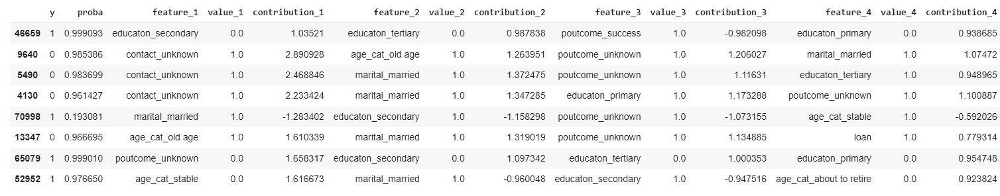 y proba feature_1 value_1 contribution_1 feature_2 value_2 contribution_2 feature_3 value_3 contribution_3 feature_4 value_4 contribution_4
46659 1 0.999093 educaton_secondary 0.0 1.03521 educaton_tertiary 0.0 0.987838 poutcome_success 1.0 -0.982098 educaton_primary 0.0 0.938685
9640 0 0.985386 contact_unknown 1.0 2.890928 age_cat_old age 1.0 1.263951 poutcome_unknown 1.0 1.206027 marital_married 1.0 1.07472
5490 0 0.983699 contact_unknown 1.0 2.468846 marital_married 1.0 1.372475 poutcome_unknown 1.0 1.11631 educaton_tertiary 1.0 0.948965
4130 0 0.961427 contact_unknown 1.0 2.233424 marital_married 1.0 1.347285 educaton_primary 1.0 1.173288 poutcome_unknown 1.0 1.100887
70998 1 0.193081 marital_married 1.0 -1.283402 educaton_secondary 1.0 -1.158298 poutcome_unknown 1.0 -1.073155 age_cat_stable 1.0 -0.592026
13347 0 0.966695 age_cat_old age 1.0 1.610339 marital_married 1.0 1.319019 poutcome_unknown 1.0 1.134885 loan 1.0 0.779314
65079 1 0.999010 poutcome_unknown 0.0 1.658317 educaton_secondary 0.0 1.097342 educaton_tertiary 0.0 1.000353 educaton_primary 0.0 0.954748
52952 1 0.976650 age_cat_stable 0.0 1.616673 marital_married 1.0 -0.960048 educaton_secondary 1.0 -0.947516 age_cat_about to retire 0.0 0.923824